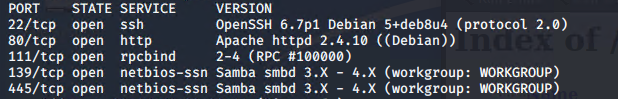 PORT STATE SERVICE VERSION
22/tcp open ssh OpenSSH 6.7p1 Debian 5+deb8u4 (protocol 2.0)
80/tcp open http Apache httpd 2.4.10 ((Debian))
111/tcp open rpcbind 2-4 (RPC #100000)
139/tcp open netbios-ssn Samba smbd 3.X - 4.X (workgroup: WORKGROUP)
445/tcp open netbios-ssn Samba smbd 3.X - 4.X (workgroup: WORKGROUP)
Index of /